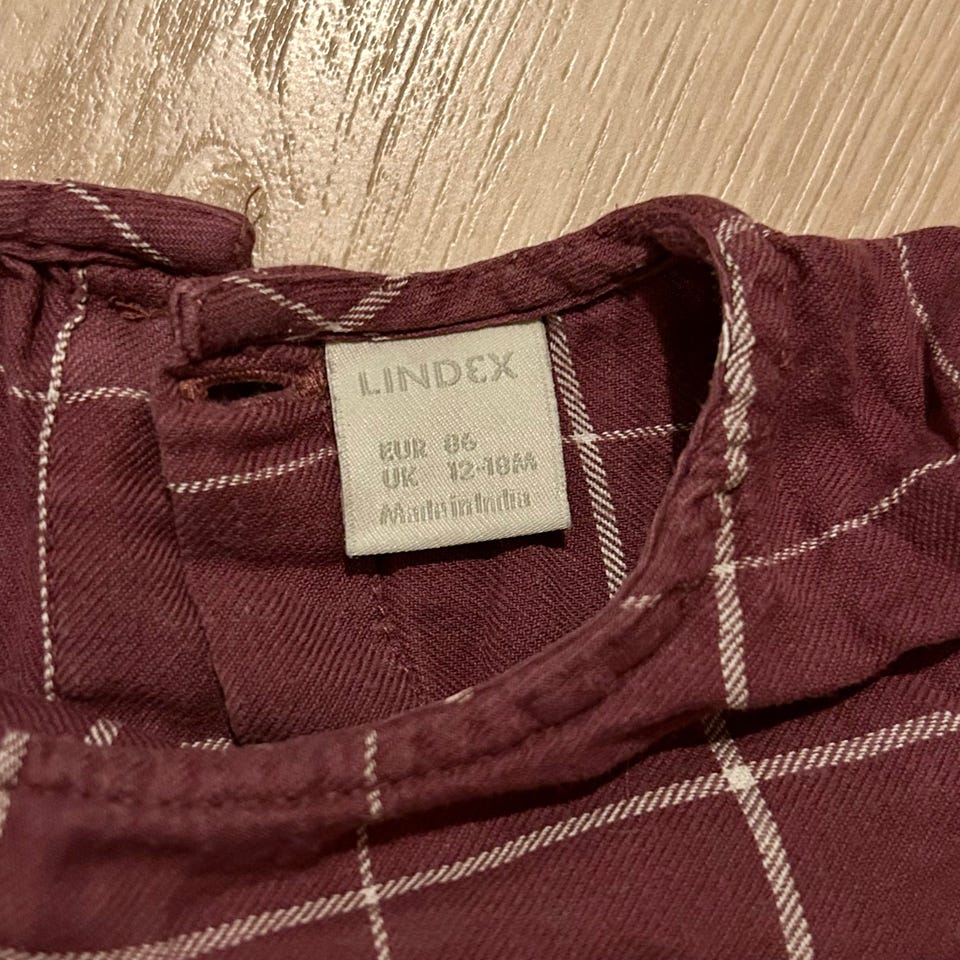 LINDEX
EUR 86
UK 12-18M
Made in India